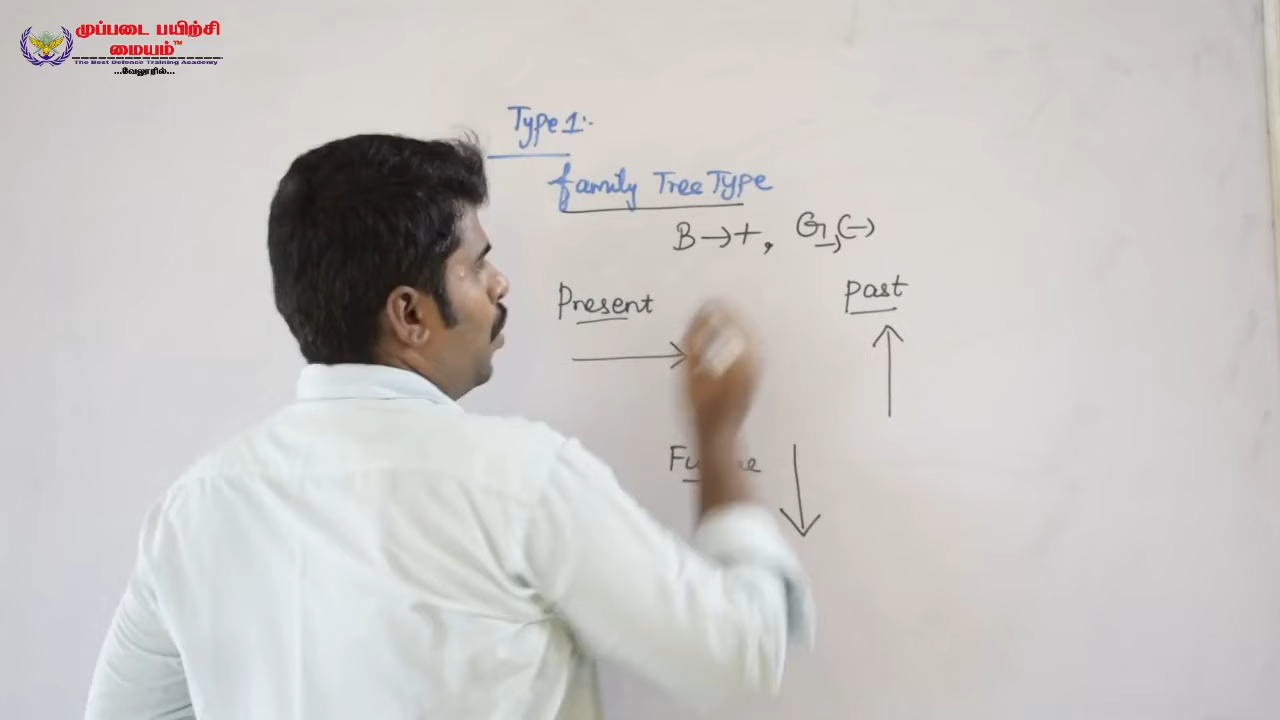 முப்படை பயிற்சி
மையம்™
The Best Defence Training Academy
...வேலூரில்...
Type 1:-
family Tree Type
B → +, G, (-)
Present
Past